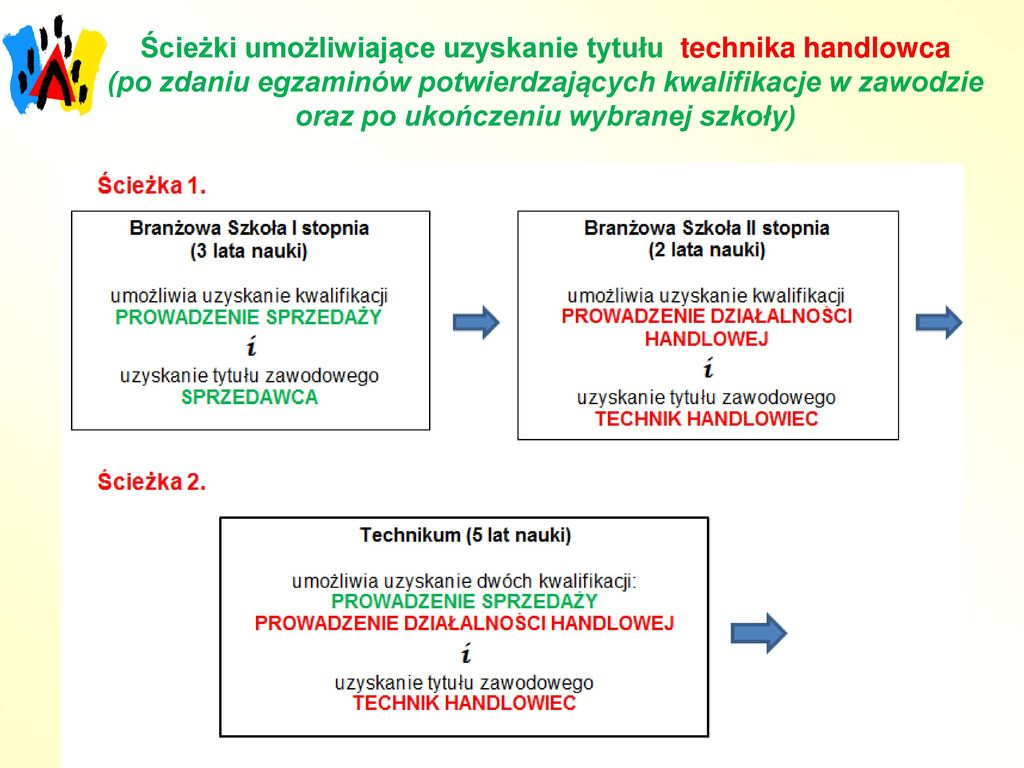 Ścieżki umożliwiające uzyskanie tytułu technika handlowca
(po zdaniu egzaminów potwierdzających kwalifikacje w zawodzie
oraz po ukończeniu wybranej szkoły)
Ścieżka 1.
Branżowa Szkoła I stopnia
(3 lata nauki)
umożliwia uzyskanie kwalifikacji
PROWADZENIE SPRZEDAŻY
i
uzyskanie tytułu zawodowego
SPRZEDAWCA
Branżowa Szkoła II stopnia
(2 lata nauki)
umożliwia uzyskanie kwalifikacji
PROWADZENIE DZIAŁALNOŚCI
HANDLOWEJ
i
uzyskanie tytułu zawodowego
TECHNIK HANDLOWIEC
Ścieżka 2.
Technikum (5 lat nauki)
umożliwia uzyskanie dwóch kwalifikacji:
PROWADZENIE SPRZEDAŻY
PROWADZENIE DZIAŁALNOŚCI HANDLOWEJ
i
uzyskanie tytułu zawodowego
TECHNIK HANDLOWIEC